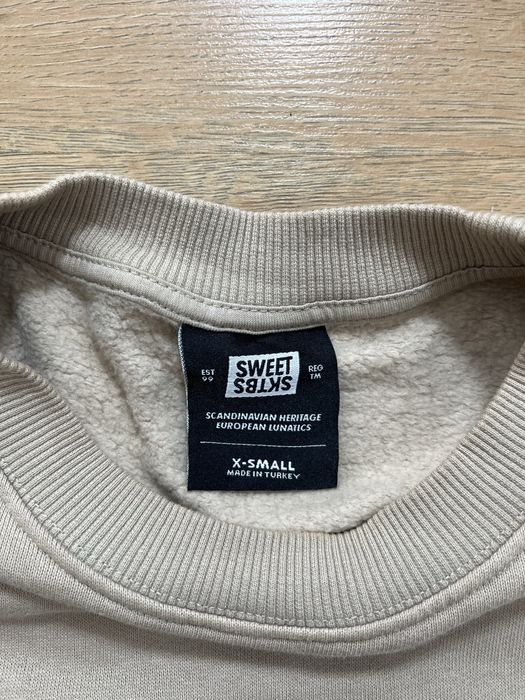 EST
99
SWEET
SKTBS
REG
TM
SCANDINAVIAN HERITAGE
EUROPEAN LUNATICS
X-SMALL
MADE IN TURKEY